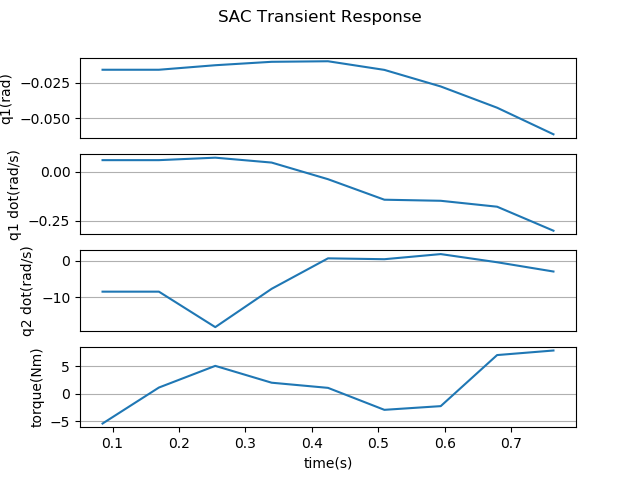 SAC Transient Response
q1(rad)
−0.025
−0.050
q1 dot(rad/s)
0.00
−0.25
q2 dot(rad/s)
0
−10
torque(Nm)
5
0
−5
0.1 0.2 0.3 0.4 0.5 0.6 0.7
time(s)